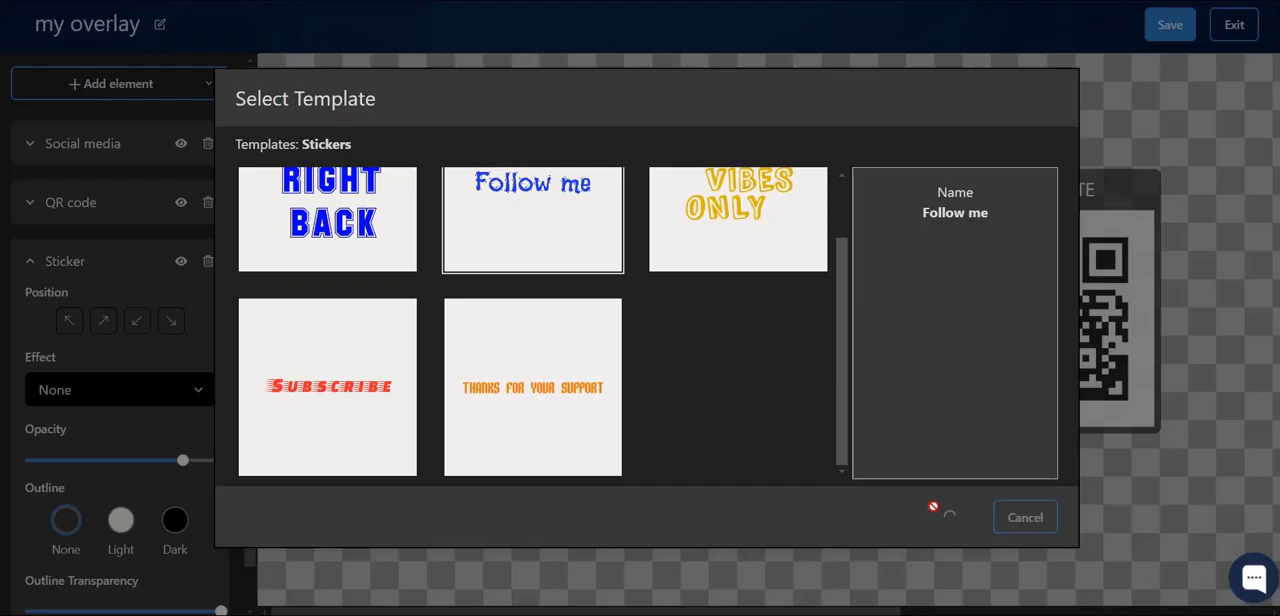 my overlay
Save
Exit
Add element
Select Template
Templates: Stickers
Social media
QR code
Sticker
Position
Effect
None
Opacity
Outline
None
Light
Dark
Outline Transparency
RIGHT
BACK
Follow me
VIBES
ONLY
SUBSCRIBE
THANKS FOR YOUR SUPPORT
Name
Follow me
Cancel